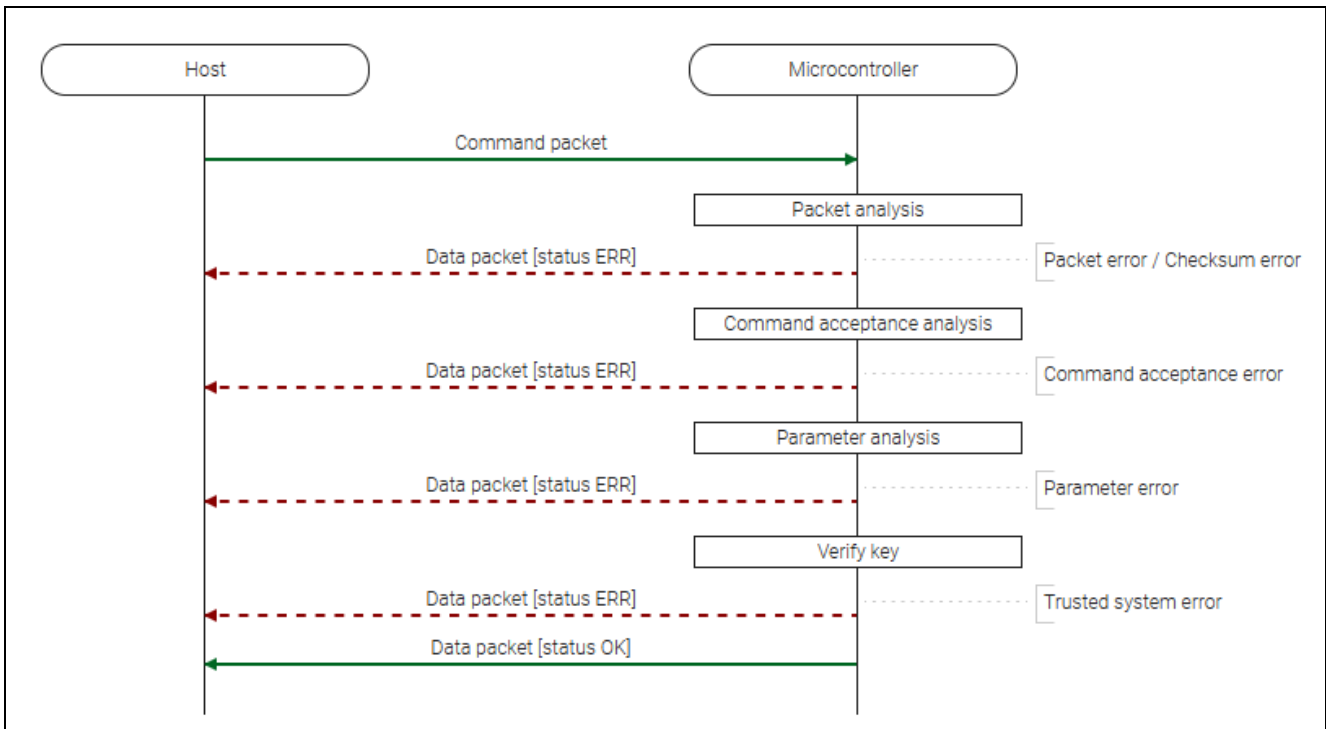 Host
Microcontroller
Command packet
Packet analysis
Data packet [status ERR]
Packet error / Checksum error
Command acceptance analysis
Data packet [status ERR]
Command acceptance error
Parameter analysis
Data packet [status ERR]
Parameter error
Verify key
Data packet [status ERR]
Trusted system error
Data packet [status OK]